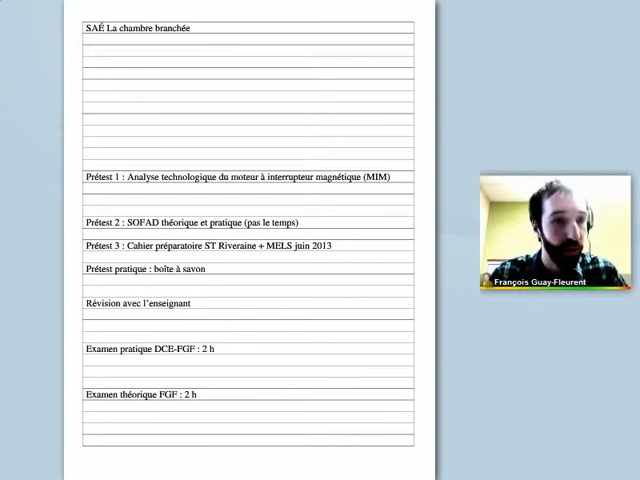 SAÉ La chambre branchée
Prétest 1 : Analyse technologique du moteur à interrupteur magnétique (MIM)
Prétest 2 : SOFAD théorique et pratique (pas le temps)
Prétest 3 : Cahier préparatoire ST Riveraine + MELS juin 2013
Prétest pratique : boîte à savon
Révision avec l'enseignant
Examen pratique DCE-FGF : 2 h
Examen théorique FGF : 2 h
François Guay-Fleurent